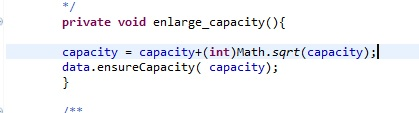 */
private void enlarge_capacity(){
capacity = capacity+(int)Math.sqrt(capacity);
data.ensureCapacity( capacity);
}
/**